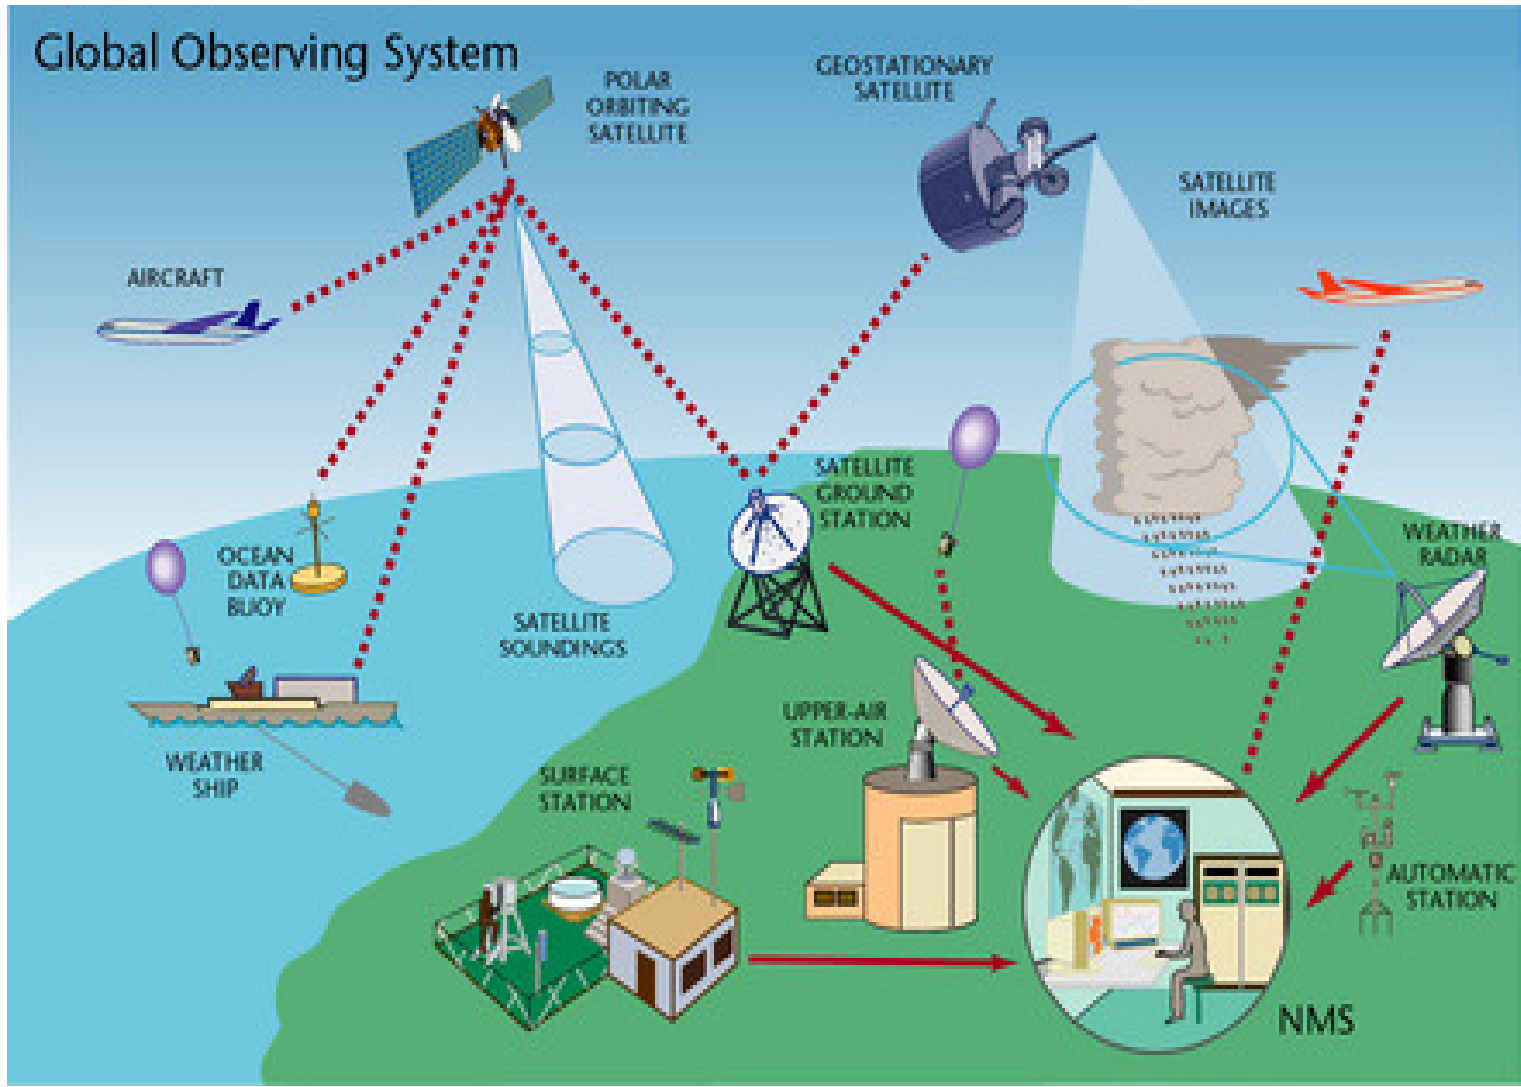 Global Observing System
POLAR
ORBITING
SATELLITE
GEOSTATIONARY
SATELLITE
SATELLITE
IMAGES
AIRCRAFT
SATELLITE
GROUND
STATION
WEATHER
RADAR
OCEAN
DATA
BUOY
SATELLITE
SOUNDINGS
UPPER-AIR
STATION
WEATHER
SHIP
SURFACE
STATION
AUTOMATIC
STATION
NMS